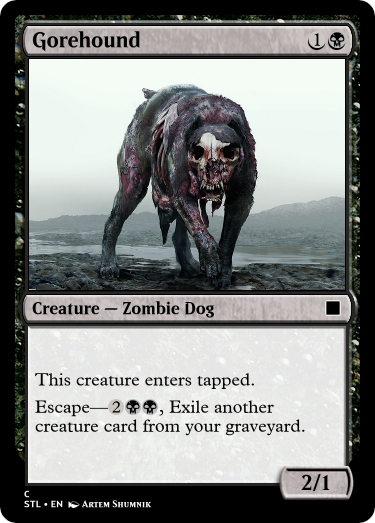 Gorehound 1
Creature — Zombie Dog
This creature enters tapped.
Escape—2, Exile another
creature card from your graveyard.
2/1
C
STL • EN ARTEM SHUMNIK